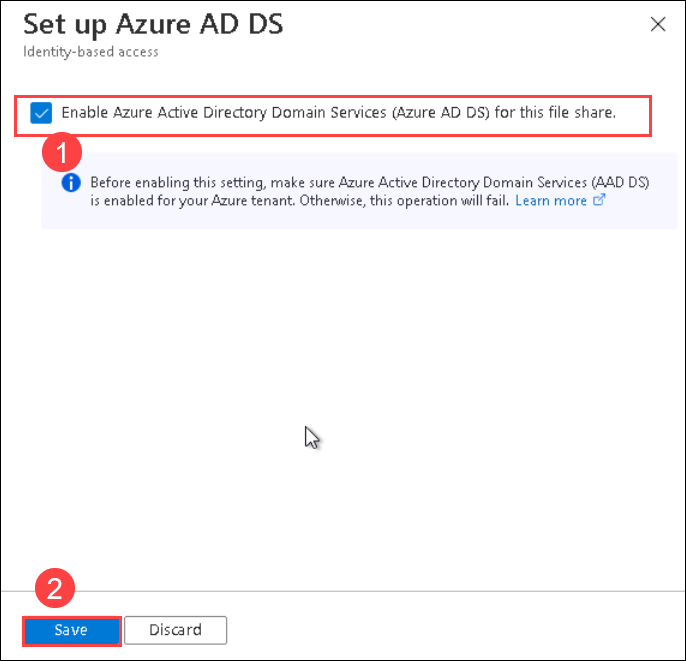 Set up Azure AD DS
Identity-based access
Enable Azure Active Directory Domain Services (Azure AD DS) for this file share.
1
Before enabling this setting, make sure Azure Active Directory Domain Services (AAD DS)
is enabled for your Azure tenant. Otherwise, this operation will fail. Learn more
2
Save
Discard